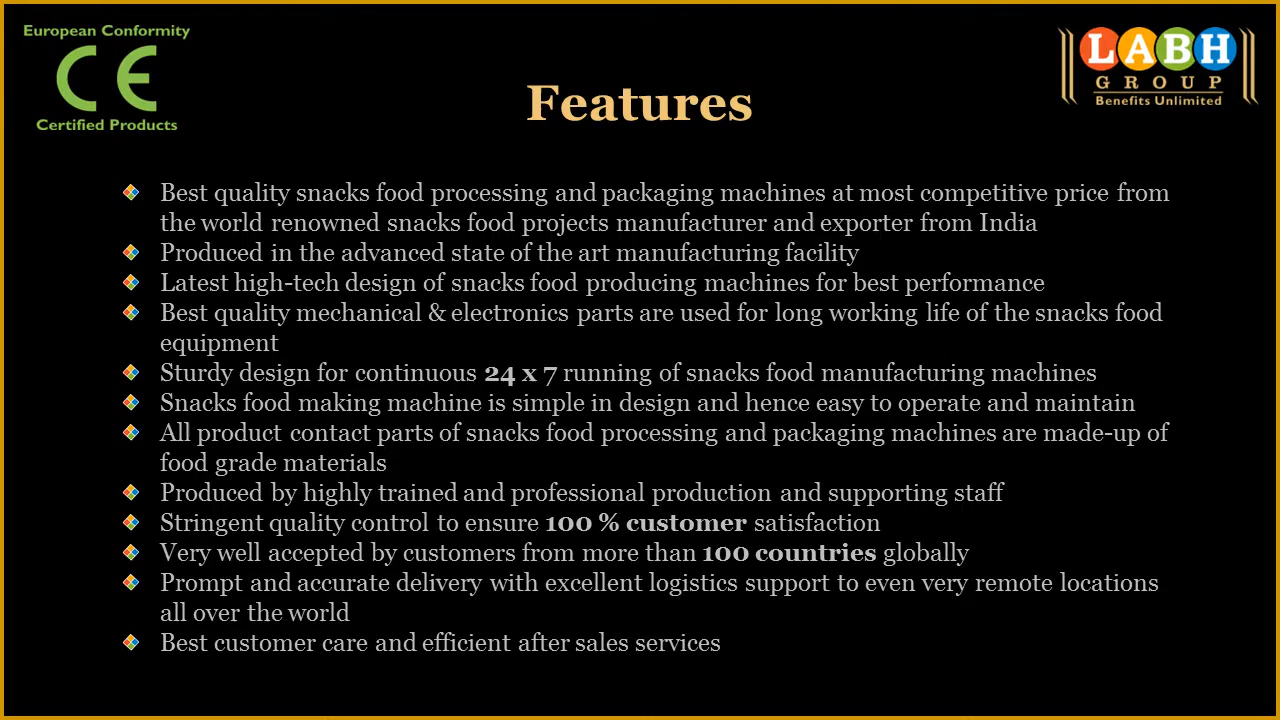 European Conformity
CE
Certified Products
LABH
GROUP
Benefits Unlimited
Features
Best quality snacks food processing and packaging machines at most competitive price from
the world renowned snacks food projects manufacturer and exporter from India
Produced in the advanced state of the art manufacturing facility
Latest high-tech design of snacks food producing machines for best performance
Best quality mechanical & electronics parts are used for long working life of the snacks food
equipment
Sturdy design for continuous 24 x 7 running of snacks food manufacturing machines
Snacks food making machine is simple in design and hence easy to operate and maintain
All product contact parts of snacks food processing and packaging machines are made-up of
food grade materials
Produced by highly trained and professional production and supporting staff
Stringent quality control to ensure 100 % customer satisfaction
Very well accepted by customers from more than 100 countries globally
Prompt and accurate delivery with excellent logistics support to even very remote locations
all over the world
Best customer care and efficient after sales services